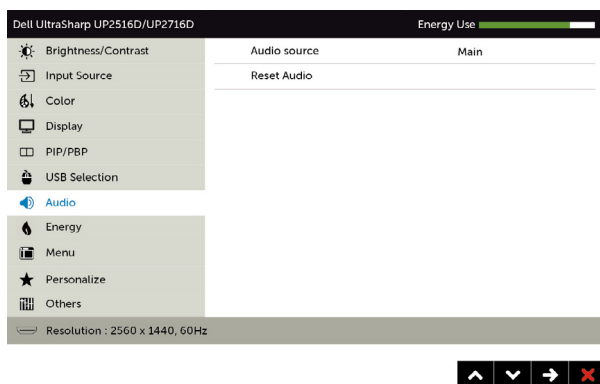 Dell UltraSharp UP2516D/UP2716D Energy Use
Brightness/Contrast Audio source Main
Input Source Reset Audio
Color
Display
PIP/PBP
USB Selection
Audio
Energy
Menu
Personalize
Others
Resolution : 2560 x 1440, 60Hz